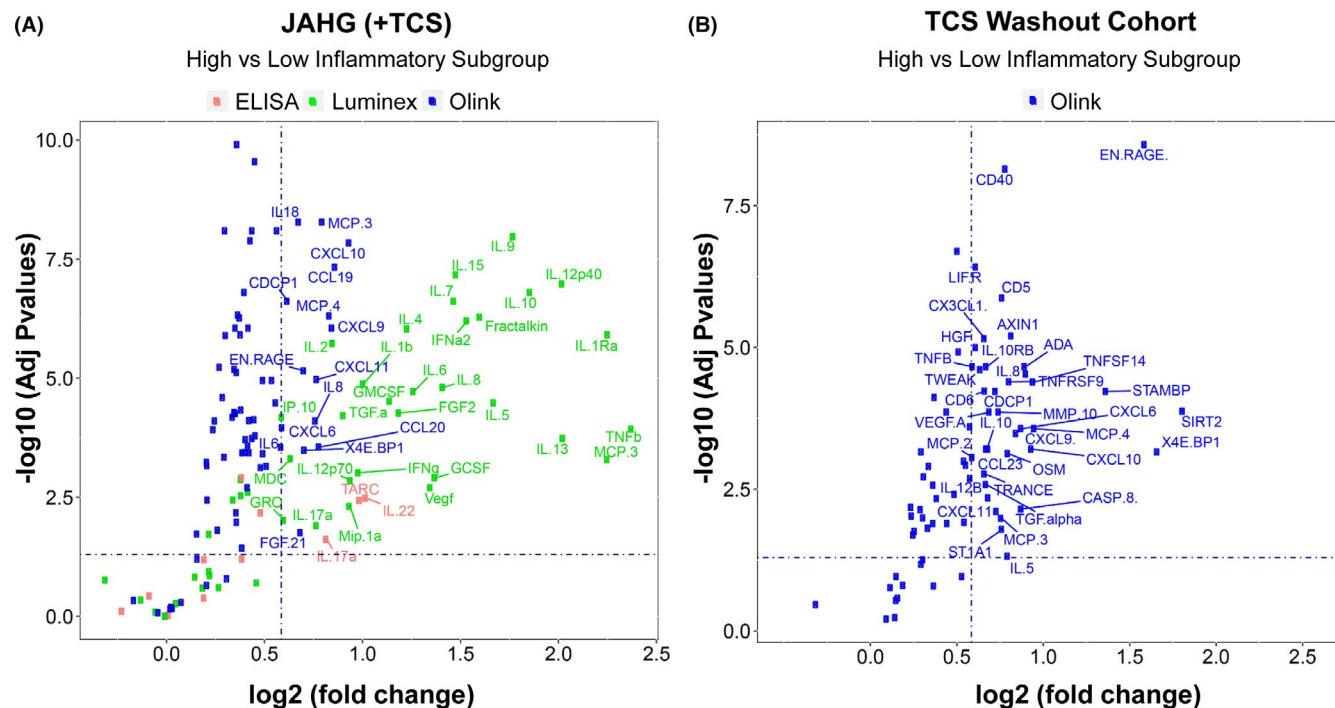 (A)
JAHG (+TCS)
High vs Low Inflammatory Subgroup
ELISA Luminex Olink
-log10 (Adj Pvalues)
10.0
7.5
5.0
2.5
0.0
IL18
MCP.3
CXCL10
CCL19
IL.9
IL.15
IL.12p40
CDCP1
MCP.4
IL.7
IL.10
CXCL9
IL.4
IFNa2
Fractalkin
IL.2
IL.1b
IL.1Ra
EN.RAGE
CXCL11
IL8
GMCSF
IL.6
IL.8
IP.10
TGF.a
FGF2
IL.5
CXCL6
CCL20
IL6
X4E.BP1
IL.13
TNFb
MCP.3
MDC
IL.12p70
IFNg
GCSF
TARC
IL.22
Vegf
GRO
IL.17a
Mip.1a
FGF.21
IL.17a
0.0 0.5 1.0 1.5 2.0 2.5
log2 (fold change)
(B)
TCS Washout Cohort
High vs Low Inflammatory Subgroup
Olink
-log10 (Adj Pvalues)
7.5
5.0
2.5
0.0
EN.RAGE.
CD40
LIF.R
CD5
CX3CL1.
AXIN1
HGF
IL.10RB
ADA
TNFB
IL.8
TNFSF14
TWEAK
TNFRSF9
STAMBP
CD6
CDCP1
VEGF.A
IL.10
MMP.10
CXCL6
SIRT2
MCP.2
CXCL9.
MCP.4
X4E.BP1
CCL23
OSM
CXCL10
IL.12B
TRANCE
CASP.8.
CXCL11
TGF.alpha
MCP.3
ST1A1
IL.5
0.0 0.5 1.0 1.5 2.0 2.5
log2 (fold change)